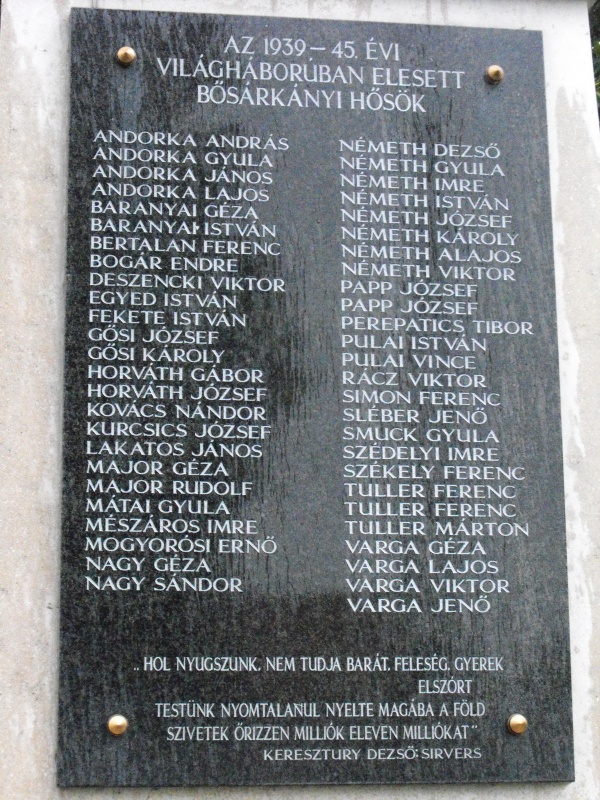 AZ 1939 – 45. ÉVI
VILÁGHÁBORÚBAN ELESETT
BŐSÁRKÁNYI HŐSÖK
ANDORKA ANDRÁS
ANDORKA GYULA
ANDORKA JÁNOS
ANDORKA LAJOS
BARANYAI GÉZA
BARANYAI ISTVÁN
BERTALAN FERENC
BOGÁR ENDRE
DESZENCKI VIKTOR
EGYED ISTVÁN
FEKETE ISTVÁN
GŐSI JÓZSEF
GŐSI KÁROLY
HORVÁTH GÁBOR
HORVÁTH JÓZSEF
KOVÁCS NÁNDOR
KURCSICS JÓZSEF
LAKATOS JÁNOS
MAJOR GÉZA
MAJOR RUDOLF
MÁTAI GYULA
MÉSZÁROS IMRE
MOGYORÓSI ERNŐ
NAGY GÉZA
NAGY SÁNDOR
NÉMETH DEZSŐ
NÉMETH GYULA
NÉMETH IMRE
NÉMETH ISTVÁN
NÉMETH JÓZSEF
NÉMETH KÁROLY
NÉMETH ALAJOS
NÉMETH VIKTOR
PAPP JÓZSEF
PAPP JÓZSEF
PEREPATICS TIBOR
PULAI ISTVÁN
PULAI VINCE
RÁCZ VIKTOR
SIMON FERENC
SLÉBER JENŐ
SMUCK GYULA
SZÉDELYI IMRE
SZÉKELY FERENC
TULLER FERENC
TULLER FERENC
TULLER MÁRTON
VARGA GÉZA
VARGA LAJOS
VARGA VIKTOR
VARGA JENŐ
„ HOL NYUGSZUNK, NEM TUDJA BARÁT, FELESÉG, GYEREK
ELSZÓRT
TESTÜNK NYOMTALANUL NYELTE MAGÁBA A FÖLD
SZIVETEK ŐRIZZEN MILLIÓK ELEVEN MILLIÓKAT"
KERESZTURY DEZSŐ: SIRVERS